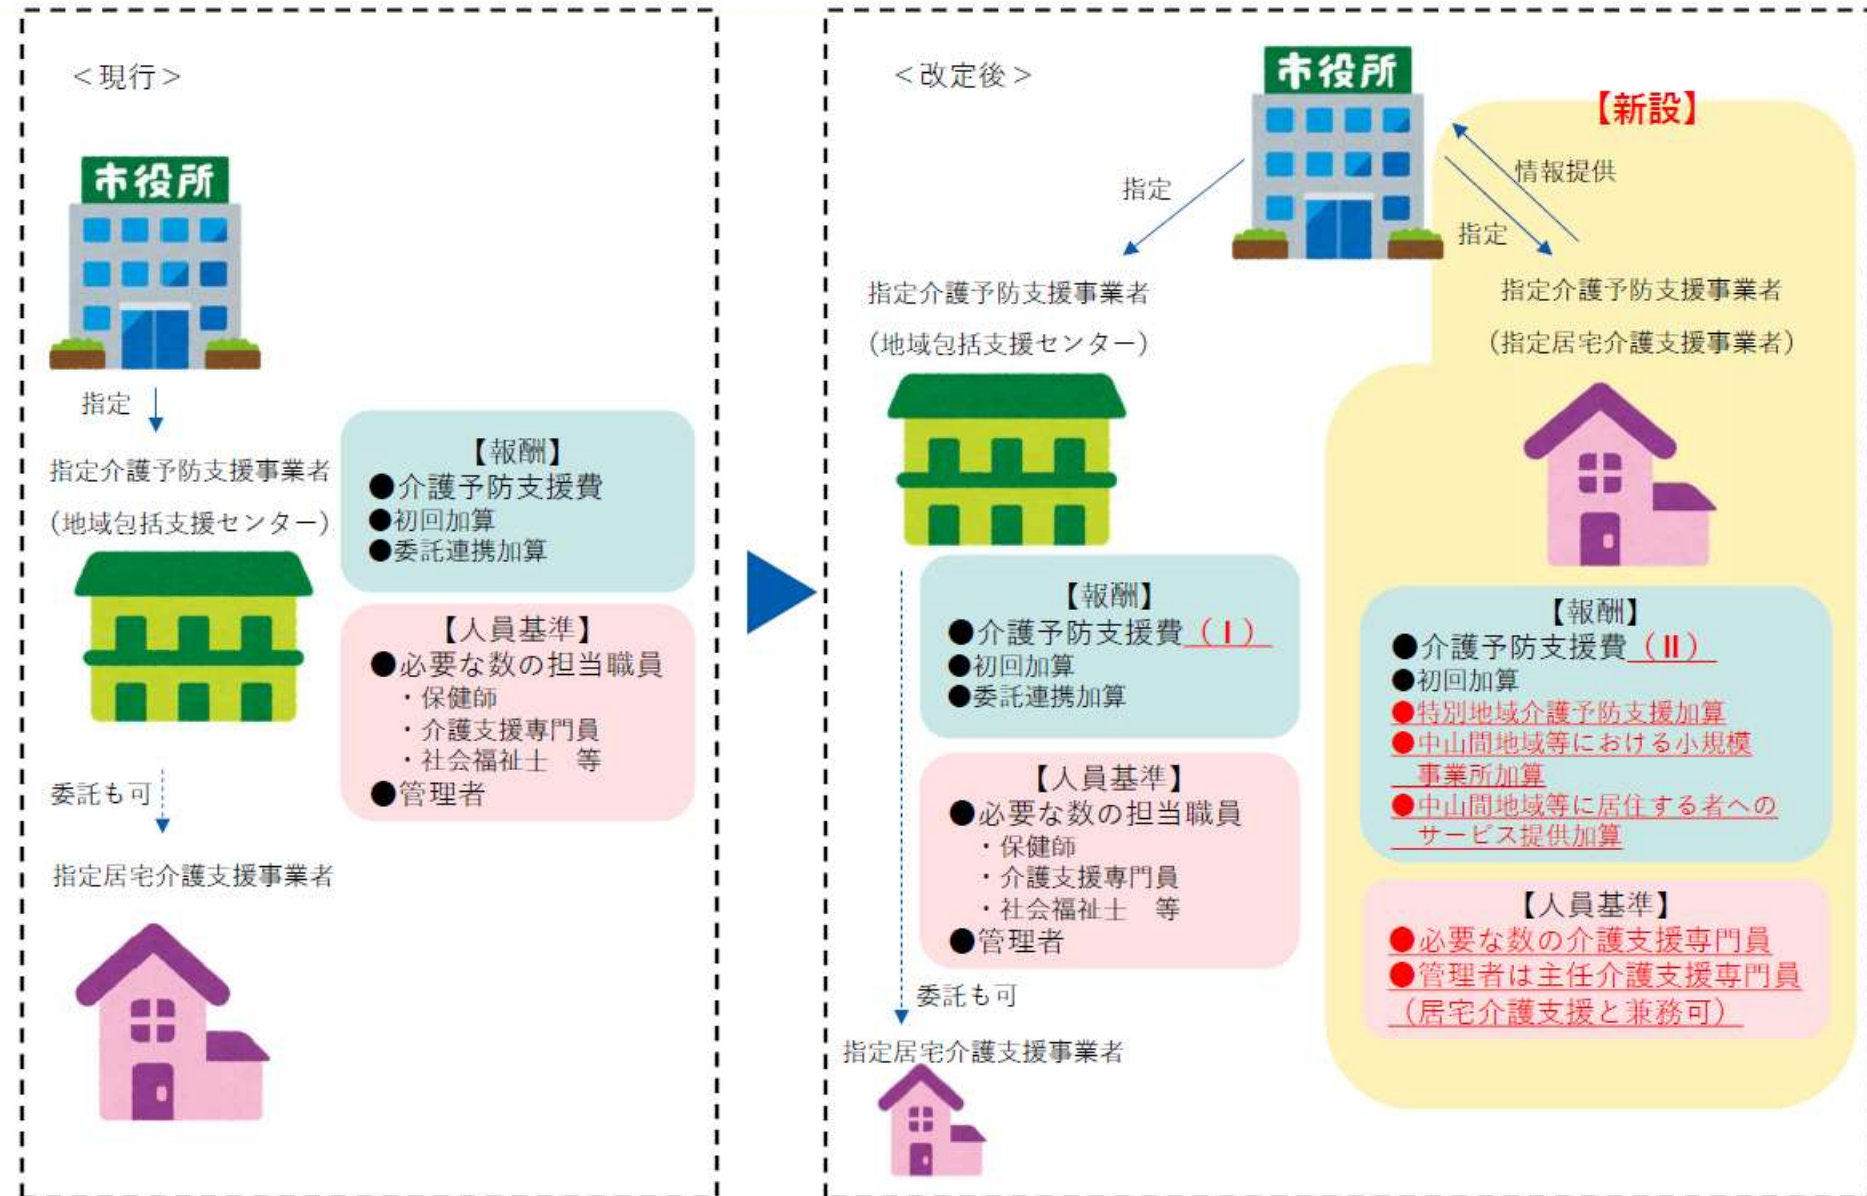 ＜現行＞
市役所
指定
指定介護予防支援事業者
（地域包括支援センター）
委託も可
指定居宅介護支援事業者
【報酬】
●介護予防支援費
●初回加算
●委託連携加算
【人員基準】
●必要な数の担当職員
・保健師
・介護支援専門員
・社会福祉士　等
●管理者
＜改定後＞
市役所
指定
指定介護予防支援事業者
（地域包括支援センター）
【報酬】
●介護予防支援費（Ⅰ）
●初回加算
●委託連携加算
【人員基準】
●必要な数の担当職員
・保健師
・介護支援専門員
・社会福祉士　等
●管理者
委託も可
指定居宅介護支援事業者
【新設】
情報提供
指定
指定介護予防支援事業者
（指定居宅介護支援事業者）
【報酬】
●介護予防支援費（Ⅱ）
●初回加算
●特別地域介護予防支援加算
●中山間地域等における小規模
事業所加算
●中山間地域等に居住する者への
サービス提供加算
【人員基準】
●必要な数の介護支援専門員
●管理者は主任介護支援専門員
（居宅介護支援と兼務可）